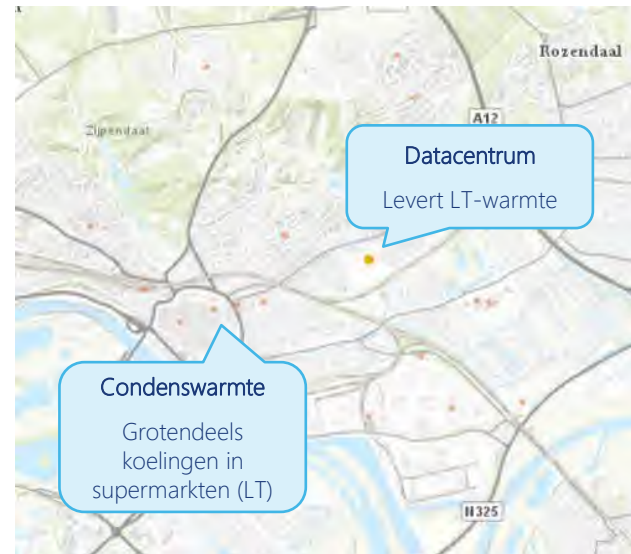 Rozendaal
A12
Zijpendaal
Datacentrum
Levert LT-warmte
Condenswarmte
Grotendeels
koelingen in
supermarkten (LT)
N325